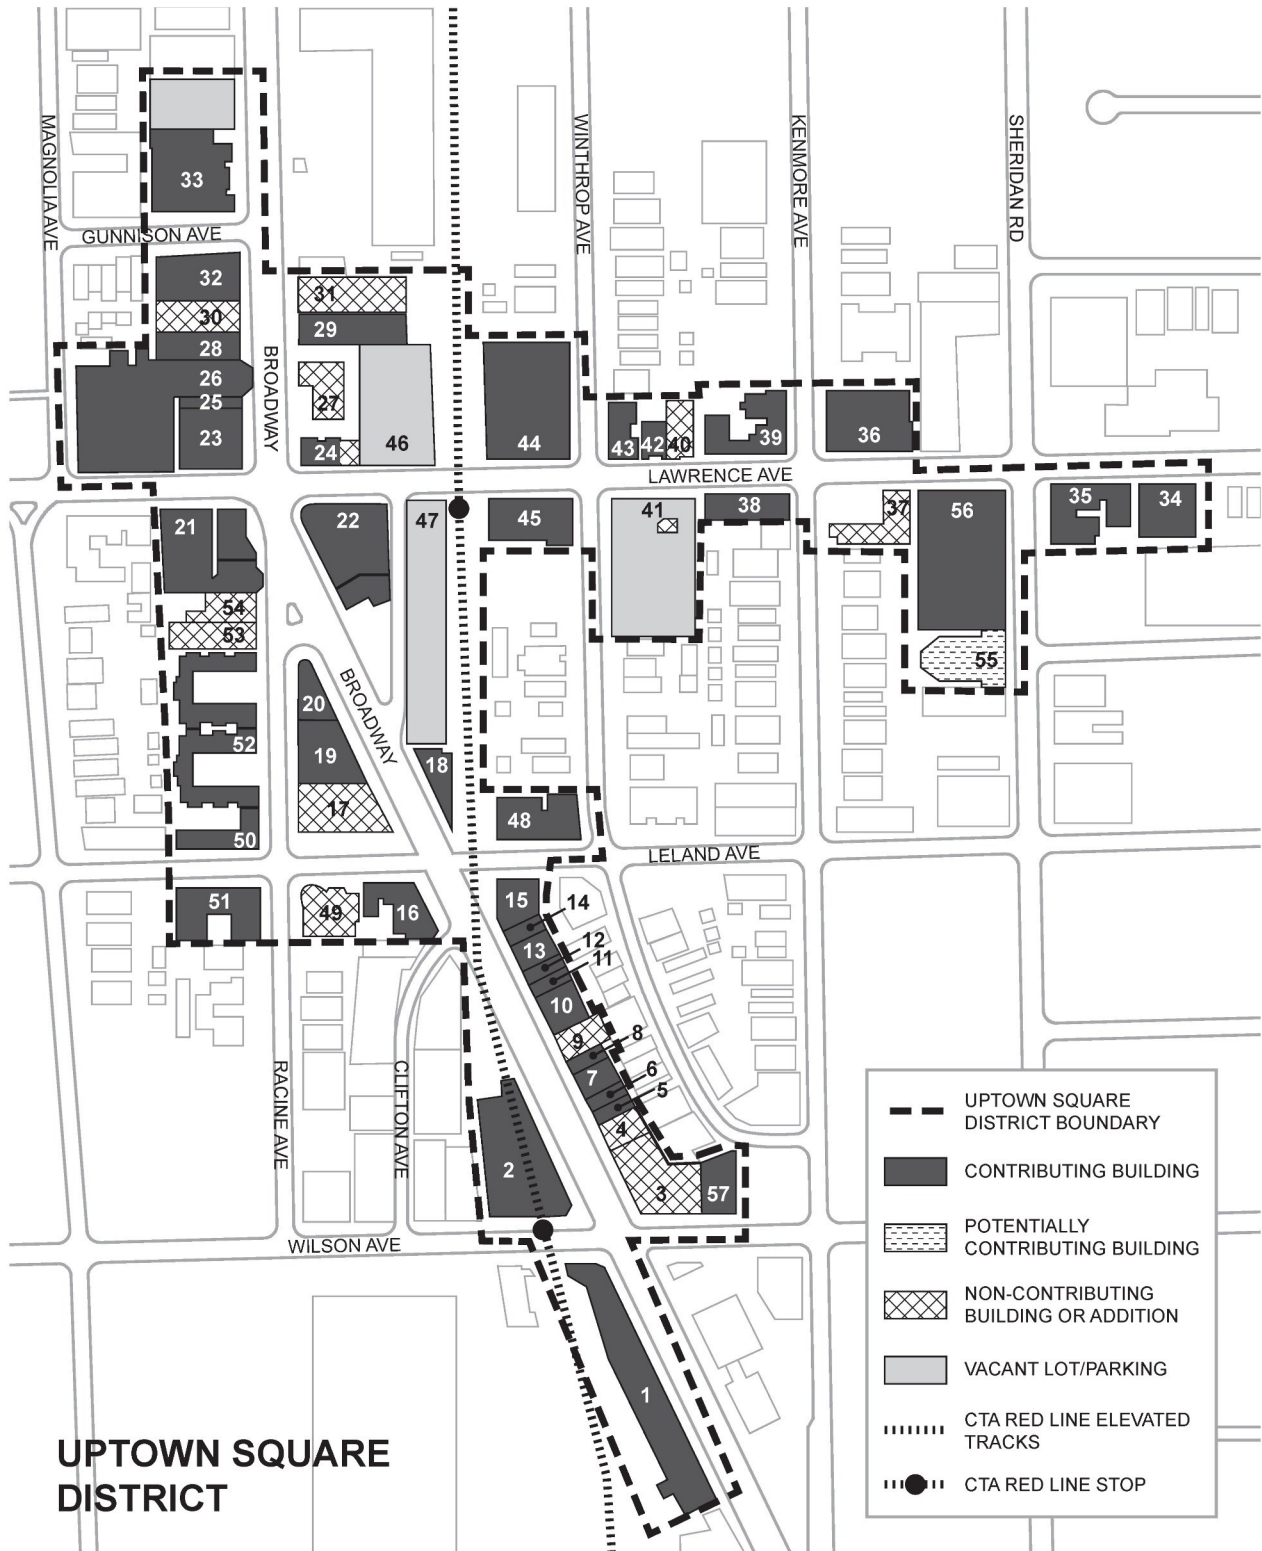 MAGNOLIA AVE
WINTHROP AVE
KENMORE AVE
SHERIDAN RD
33
GUNNISON AVE
32
31
30
29
28
BROADWAY
26
27
25
23
24
46
44
43
42
40
39
36
LAWRENCE AVE
35
34
21
22
47
45
41
38
37
56
54
53
55
20
BROADWAY
52
19
18
17
48
50
LELAND AVE
51
49
16
15
14
13
12
11
10
9
8
7
6
5
4
RACINE AVE
CLIFTON AVE
2
3
57
WILSON AVE
1
UPTOWN SQUARE
DISTRICT BOUNDARY
CONTRIBUTING BUILDING
POTENTIALLY
CONTRIBUTING BUILDING
NON-CONTRIBUTING
BUILDING OR ADDITION
VACANT LOT/PARKING
CTA RED LINE ELEVATED
TRACKS
CTA RED LINE STOP
UPTOWN SQUARE
DISTRICT